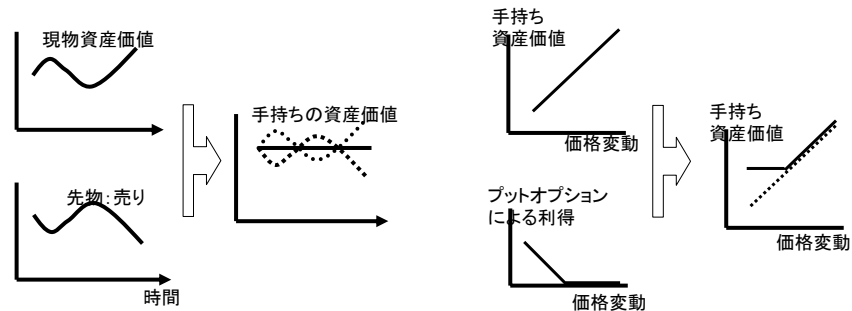 現物資産価値
手持ちの資産価値
先物：売り
時間
手持ち
資産価値
価格変動
手持ち
資産価値
価格変動
プットオプション
による利得
価格変動